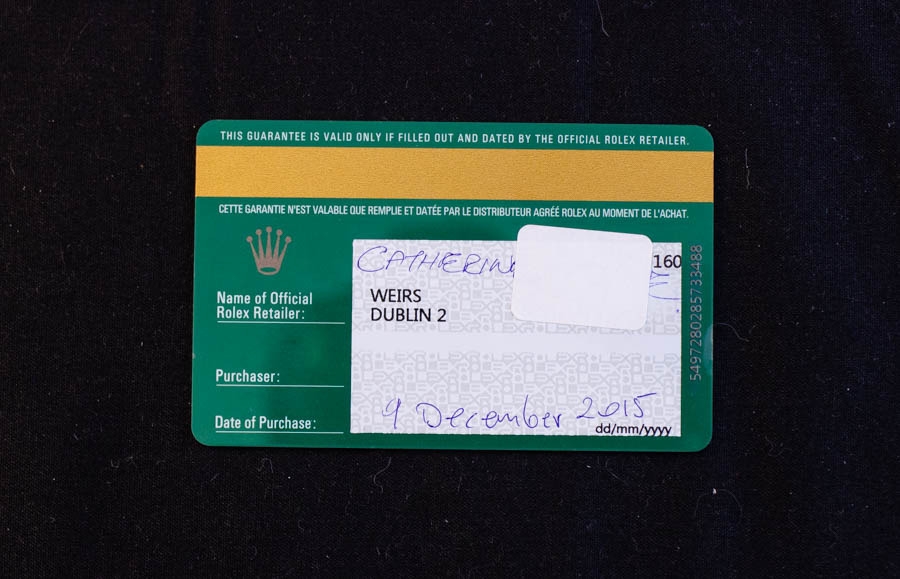 THIS GUARANTEE IS VALID ONLY IF FILLED OUT AND DATED BY THE OFFICIAL ROLEX RETAILER.
CETTE GARANTIE N'EST VALABLE QUE REMPLIE ET DATÉE PAR LE DISTRIBUTEUR AGRÉÉ ROLEX AU MOMENT DE L'ACHAT.
CATHERIN 160
Name of Official
Rolex Retailer:
WEIRS
DUBLIN 2
Purchaser:
Date of Purchase:
9 December 2015
dd/mm/yyyy
5497280285733488